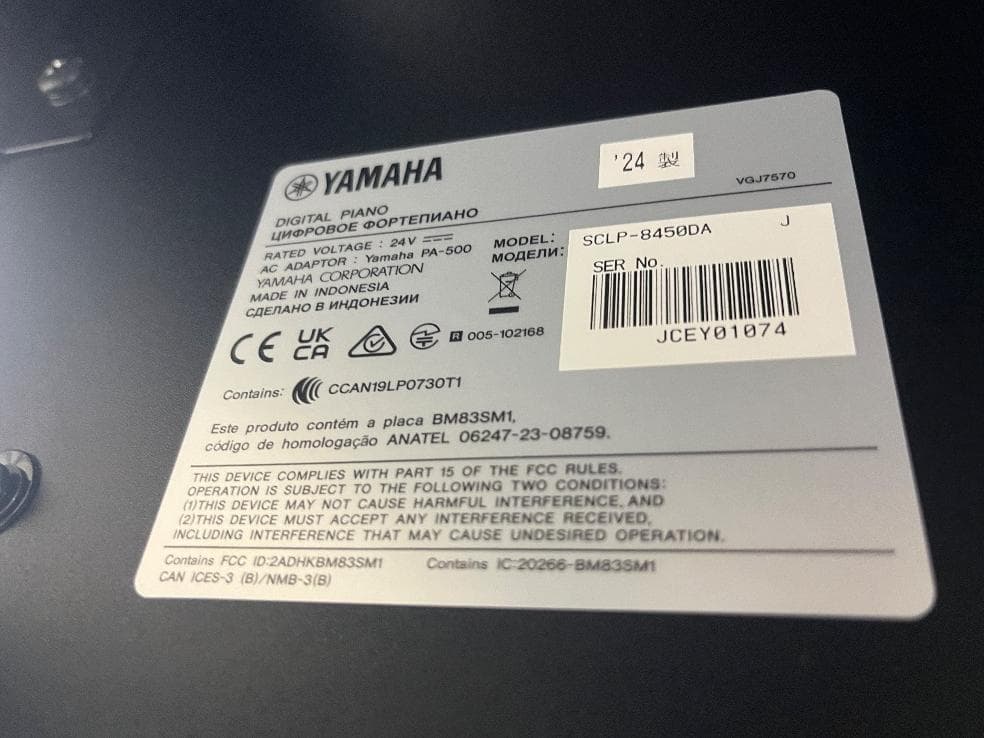 YAMAHA
'24 製
VGJ7570
DIGITAL PIANO
ЦИФРОВОЕ ФОРТЕПИАНО
RATED VOLTAGE : 24V
AC ADAPTOR : Yamaha PA-500
YAMAHA CORPORATION
MADE IN INDONESIA
СДЕЛАНО В ИНДОНЕЗИИ
MODEL:
МОДЕЛИ:
SCLP-8450DA J
SER No.
JCEY01074
CE UK CA R 005-102168
Contains: CCAN19LP0730T1
Este produto contém a placa BM83SM1,
código de homologação ANATEL 06247-23-08759.
THIS DEVICE COMPLIES WITH PART 15 OF THE FCC RULES.
OPERATION IS SUBJECT TO THE FOLLOWING TWO CONDITIONS:
(1)THIS DEVICE MAY NOT CAUSE HARMFUL INTERFERENCE, AND
(2)THIS DEVICE MUST ACCEPT ANY INTERFERENCE RECEIVED,
INCLUDING INTERFERENCE THAT MAY CAUSE UNDESIRED OPERATION.
Contains FCC ID:2ADHKBM83SM1 Contains IC:20266-BM83SM1
CAN ICES-3 (B)/NMB-3(B)